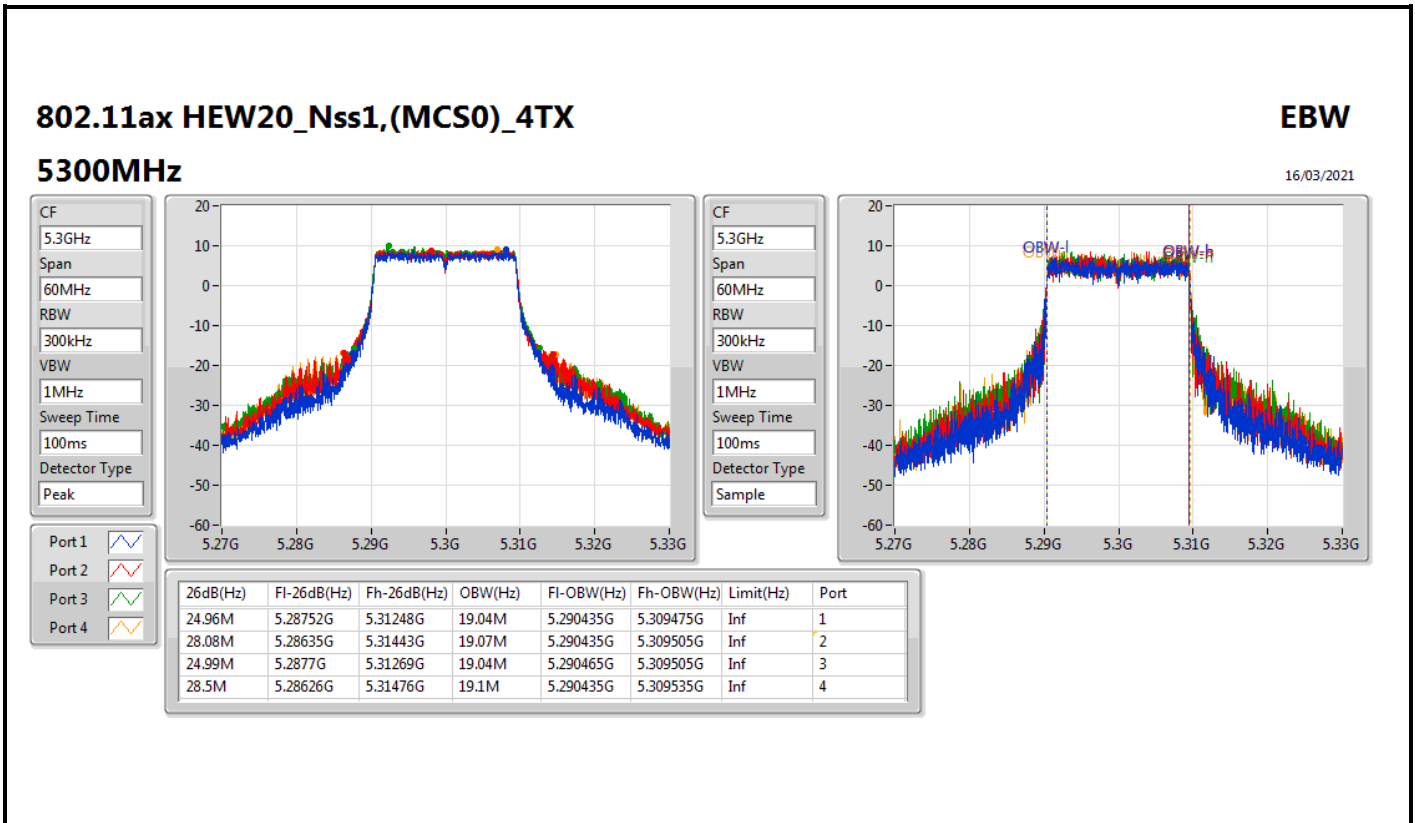 802.11ax HEW20_Nss1,(MCS0)_4TX
EBW
5300MHz
16/03/2021
CF
5.3GHz
Span
60MHz
RBW
300kHz
VBW
1MHz
Sweep Time
100ms
Detector Type
Peak
20
10
0
-10
-20
-30
-40
-50
-60
5.27G 5.28G 5.29G 5.3G 5.31G 5.32G 5.33G
CF
5.3GHz
Span
60MHz
RBW
300kHz
VBW
1MHz
Sweep Time
100ms
Detector Type
Sample
20
10
0
-10
-20
-30
-40
-50
-60
OBW-l
OBW-h
5.27G 5.28G 5.29G 5.3G 5.31G 5.32G 5.33G
Port 1
Port 2
Port 3
Port 4
26dB(Hz) Fl-26dB(Hz) Fh-26dB(Hz) OBW(Hz) Fl-OBW(Hz) Fh-OBW(Hz) Limit(Hz) Port
24.96M 5.28752G 5.31248G 19.04M 5.290435G 5.309475G Inf 1
28.08M 5.28635G 5.31443G 19.07M 5.290435G 5.309505G Inf 2
24.99M 5.2877G 5.31269G 19.04M 5.290465G 5.309505G Inf 3
28.5M 5.28626G 5.31476G 19.1M 5.290435G 5.309535G Inf 4